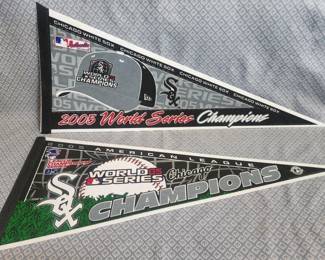 CHICAGO WHITE SOX CHICAGO WHITE SOX CHICAGO WHITE SOX
WORLD SERIES
CHAMPIONS
Sox
2005 World Series Champions
2005 AMERICAN LEAGUE
Sox
WORLD SERIES 05
Chicago
CHAMPIONS